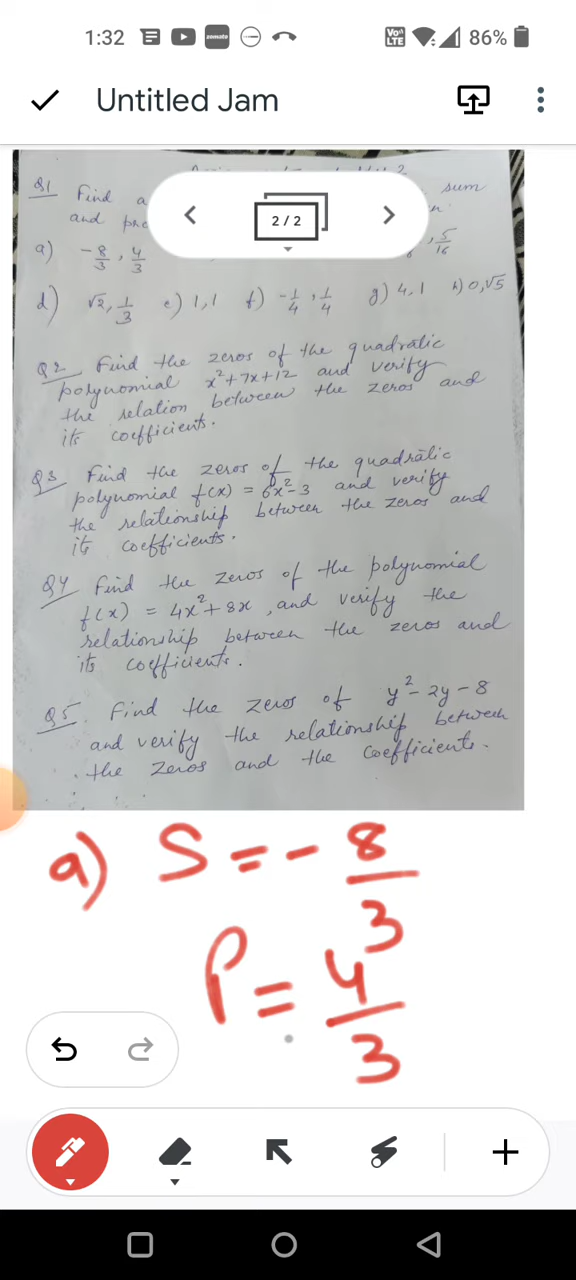 1:32 zomato Vo)) LTE 86%
Untitled Jam
2 / 2
Q1 Find a sum
and
a) -8/3, 4/3 , 5/16
d) √2, 1/3 e) 1,1 f) -1/4, 1/4 g) 4,1 h) 0,√5
Q2 Find the zeros of the quadratic
polynomial x²+7x+12 and verify
the relation between the zeros and
its coefficients.
Q3 Find the zeros of the quadratic
polynomial f(x) = 6x²-3 and verify
the relationship between the zeros and
its coefficients.
Q4 Find the zeros of the polynomial
f(x) = 4x²+8x, and verify the
relationship between the zeros and
its coefficients.
Q5. Find the zeros of y²-2y-8
and verify the relationship between
the zeros and the coefficients.
a) S = -8/3
P = 4/3